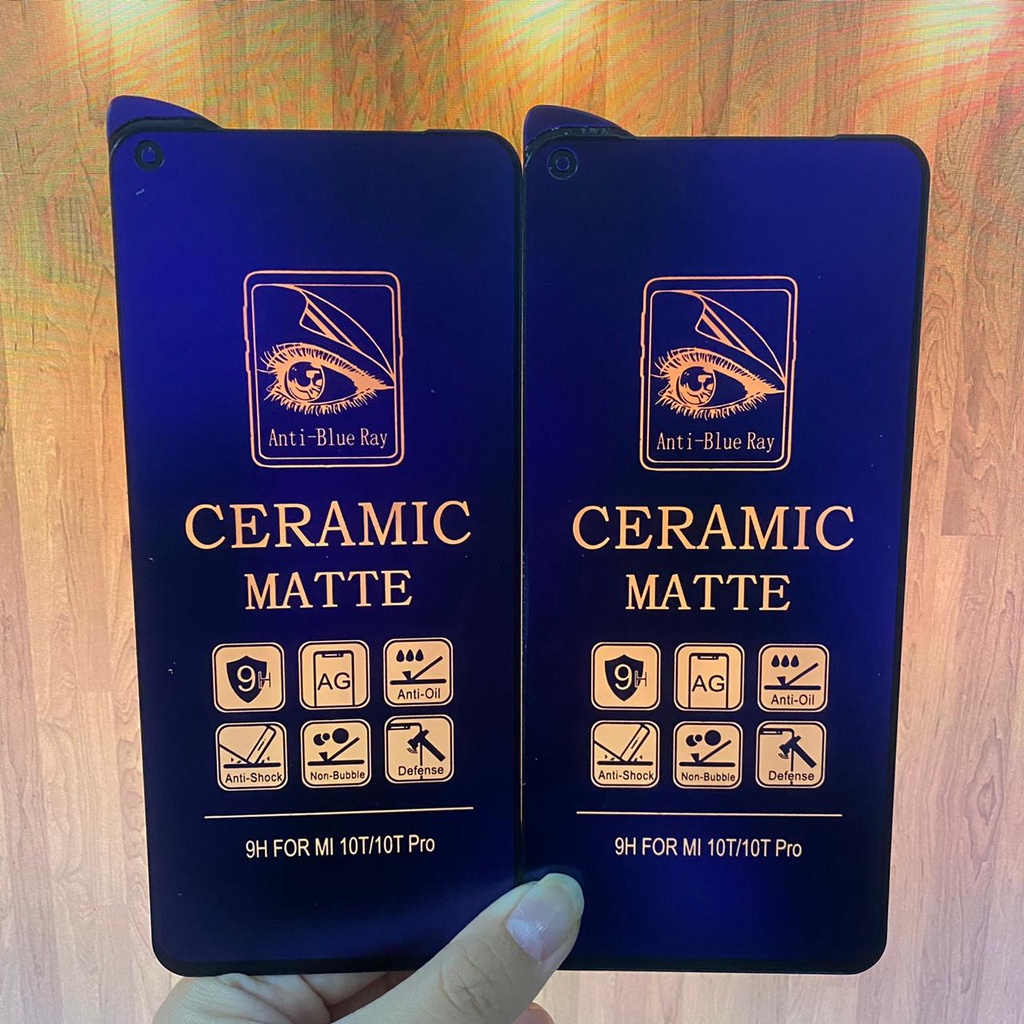 Anti-Blue Ray
CERAMIC
MATTE
9H
AG
Anti-Oil
Anti-Shock
Non-Bubble
Defense
9H FOR MI 10T/10T Pro
Anti-Blue Ray
CERAMIC
MATTE
9H
AG
Anti-Oil
Anti-Shock
Non-Bubble
Defense
9H FOR MI 10T/10T Pro